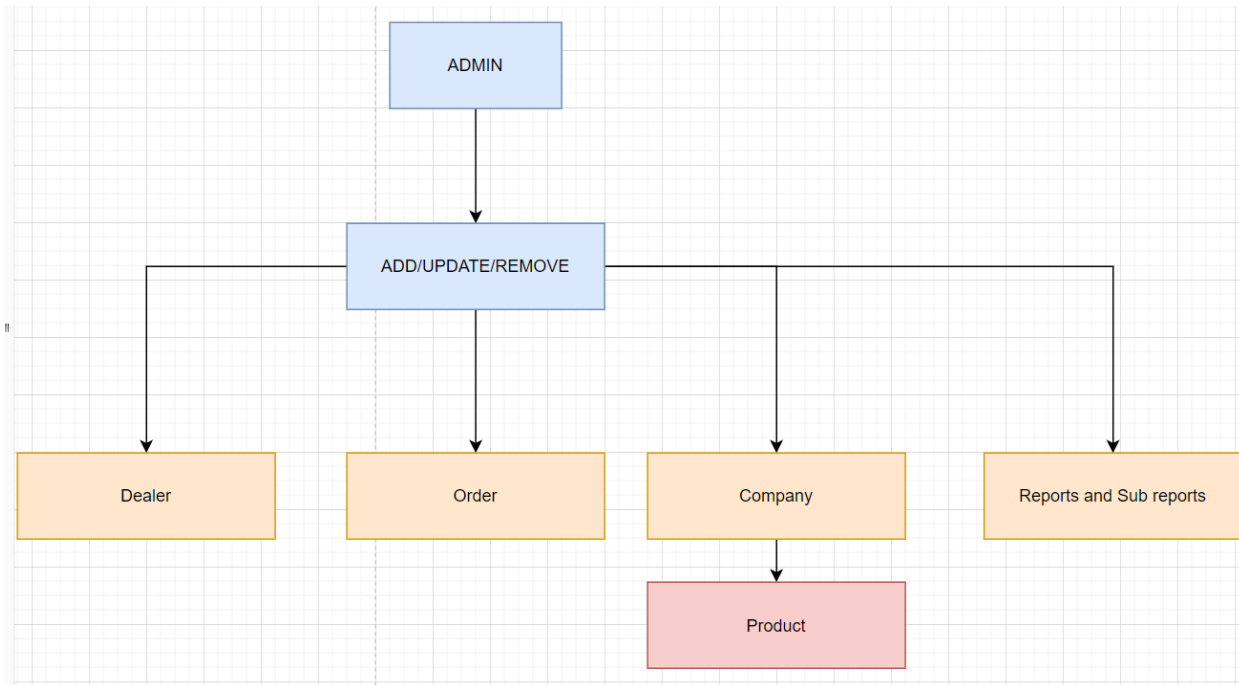 ADMIN
ADD/UPDATE/REMOVE
Dealer
Order
Company
Reports and Sub reports
Product